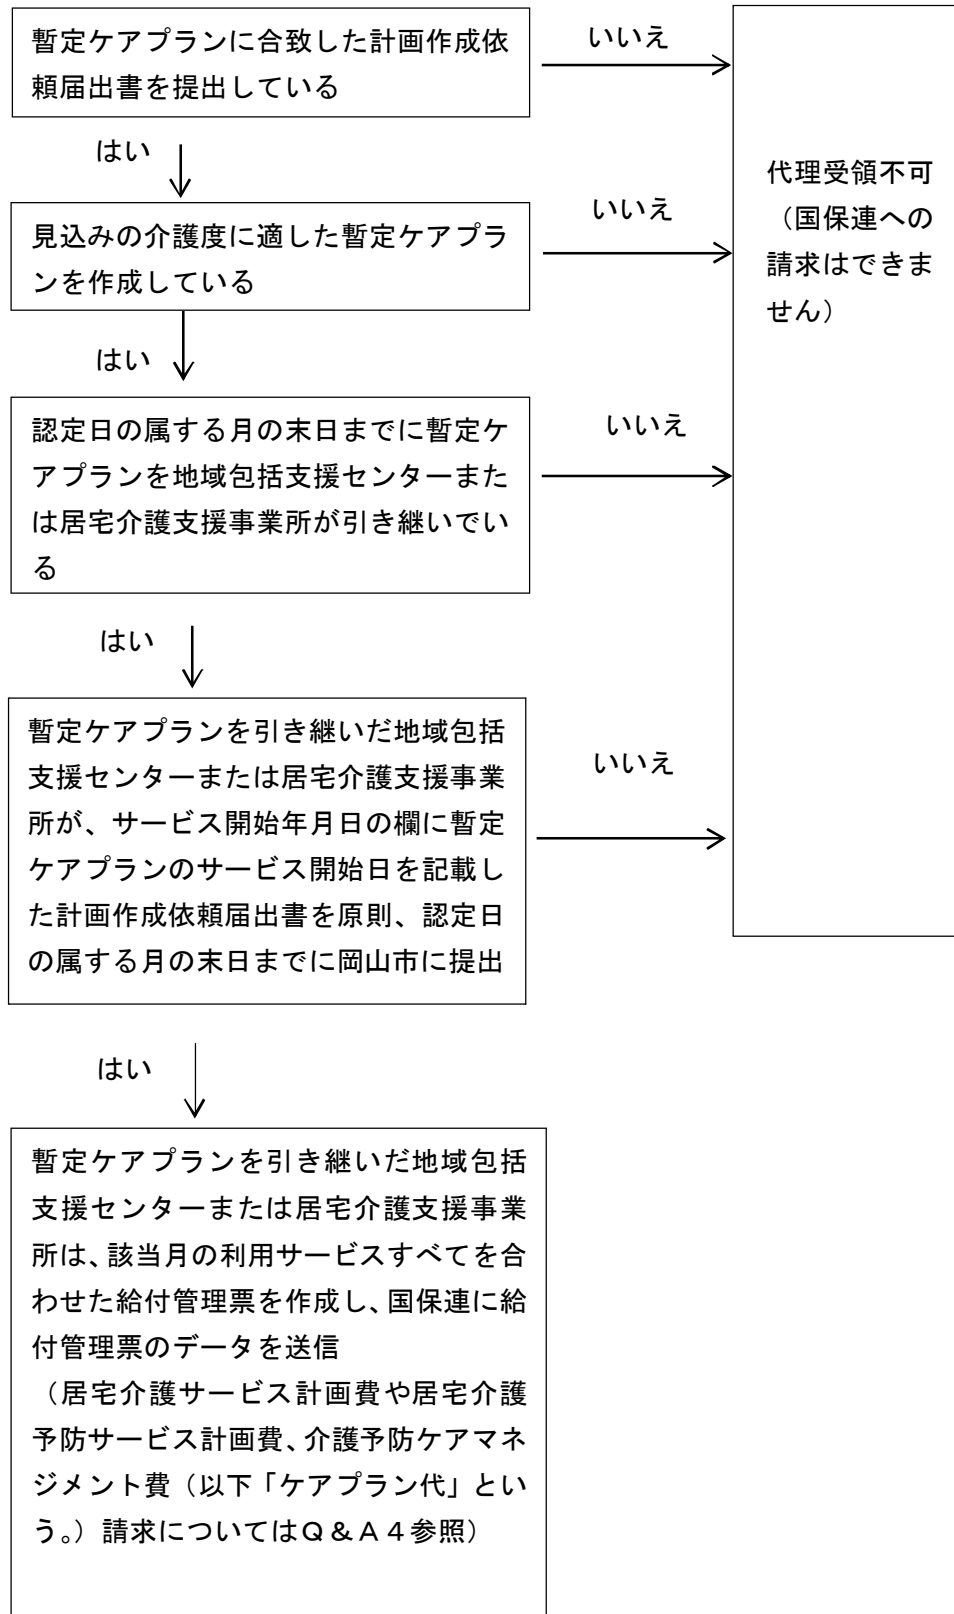 暫定ケアプランに合致した計画作成依
頼届出書を提出している
いいえ
はい
見込みの介護度に適した暫定ケアプラ
ンを作成している
いいえ
はい
認定日の属する月の末日までに暫定ケ
アプランを地域包括支援センターまた
は居宅介護支援事業所が引き継いでい
る
いいえ
はい
暫定ケアプランを引き継いだ地域包括
支援センターまたは居宅介護支援事業
所が、サービス開始年月日の欄に暫定
ケアプランのサービス開始日を記載し
た計画作成依頼届出書を原則、認定日
の属する月の末日までに岡山市に提出
いいえ
はい
代理受領不可
（国保連への
請求はできま
せん）
暫定ケアプランを引き継いだ地域包括
支援センターまたは居宅介護支援事業
所は、該当月の利用サービスすべてを合
わせた給付管理票を作成し、国保連に給
付管理票のデータを送信
（居宅介護サービス計画費や居宅介護
予防サービス計画費、介護予防ケアマネ
ジメント費（以下「ケアプラン代」とい
う。）請求についてはＱ＆Ａ４参照）